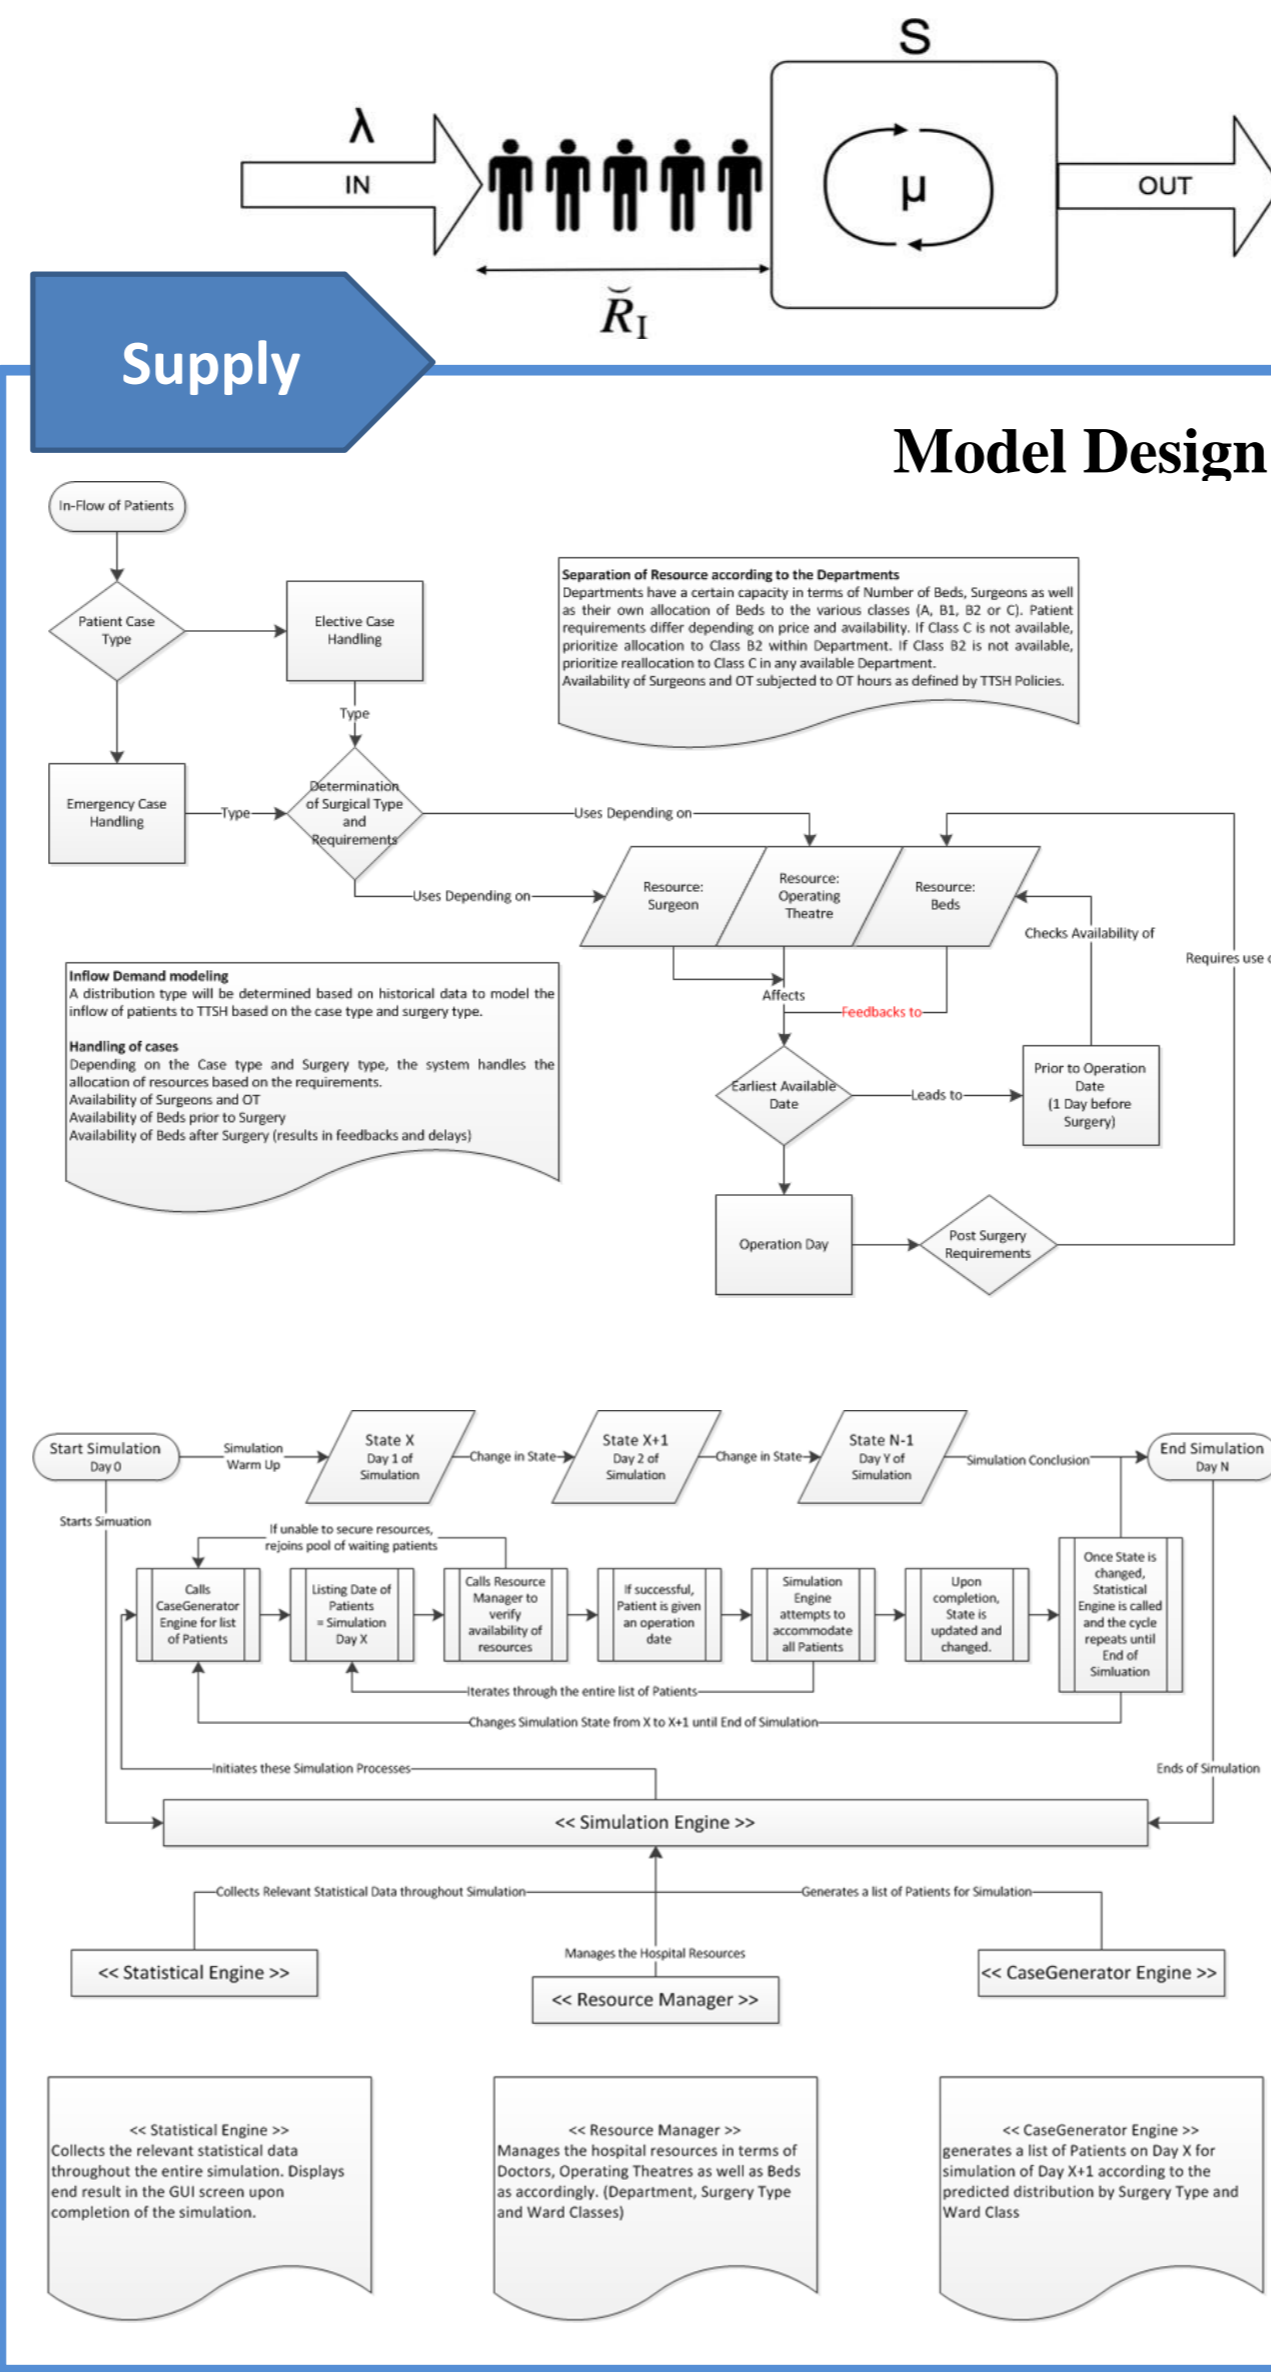 S
λ
IN
μ
OUT
R̆I
Supply
Model Design
In-Flow of Patients
Patient Case
Type
Elective Case
Handling
Separation of Resource according to the Departments
Departments have a certain capacity in terms of Number of Beds, Surgeons as well
as their own allocation of Beds to the various classes (A, B1, B2 or C). Patient
requirements differ depending on price and availability. If Class C is not available,
prioritize allocation to Class B2 within Department. If Class B2 is not available,
prioritize reallocation to Class C in any available Department.
Availability of Surgeons and OT subjected to OT hours as defined by TTSH Policies.
Type
Emergency Case
Handling
Type
Determination
of Surgical Type
and
Requirements
Uses Depending on
Uses Depending on
Resource:
Surgeon
Resource:
Operating
Theatre
Resource:
Beds
Checks Availability of
Requires use
Inflow Demand modeling
A distribution type will be determined based on historical data to model the
inflow of patients to TTSH based on the case type and surgery type.
Handling of cases
Depending on the Case type and Surgery type, the system handles the
allocation of resources based on the requirements.
Availability of Surgeons and OT
Availability of Beds prior to Surgery
Availability of Beds after Surgery (results in feedbacks and delays)
Affects
Feedbacks to
Earliest Available
Date
Leads to
Prior to Operation
Date
(1 Day before
Surgery)
Operation Day
Post Surgery
Requirements
Start Simulation
Day 0
Simulation
Warm Up
State X
Day 1 of
Simulation
Change in State
State X+1
Day 2 of
Simulation
Change in State
State N-1
Day Y of
Simulation
Simulation Conclusion
End Simulation
Day N
Starts Simuation
If unable to secure resources,
rejoins pool of waiting patients
Calls
CaseGenerator
Engine for list
of Patients
Listing Date of
Patients
= Simulation
Day X
Calls Resource
Manager to
verify
availability of
resources
If successful,
Patient is given
an operation
date
Simulation
Engine
attempts to
accommodate
all Patients
Upon
completion,
State is
updated and
changed.
Once State is
changed,
Statistical
Engine is called
and the cycle
repeats until
End of
Simluation
Iterates through the entire list of Patients
Changes Simulation State from X to X+1 until End of Simulation
Initiates these Simulation Processes
Ends of Simulation
<< Simulation Engine >>
Collects Relevant Statistical Data throughout Simulation
Generates a list of Patients for Simulation
Manages the Hospital Resources
<< Statistical Engine >>
<< Resource Manager >>
<< CaseGenerator Engine >>
<< Statistical Engine >>
Collects the relevant statistical data
throughout the entire simulation. Displays
end result in the GUI screen upon
completion of the simulation.
<< Resource Manager >>
Manages the hospital resources in terms of
Doctors, Operating Theatres as well as Beds
as accordingly. (Department, Surgery Type
and Ward Classes)
<< CaseGenerator Engine >>
generates a list of Patients on Day X for
simulation of Day X+1 according to the
predicted distribution by Surgery Type and
Ward Class